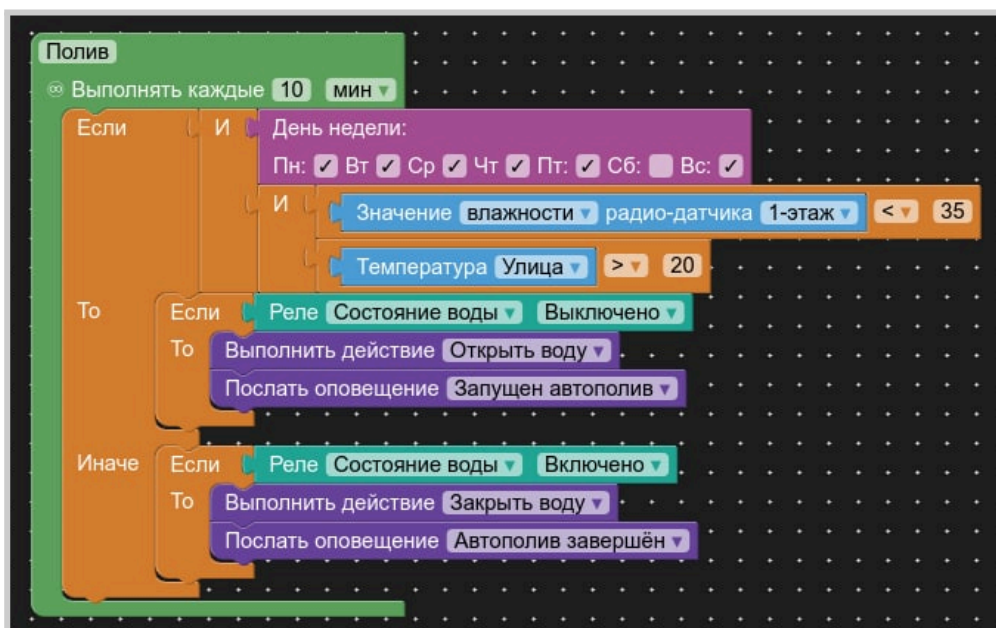 Полив
Выполнять каждые 10 мин
Если И День недели:
Пн: Вт Ср Чт Пт: Сб: Вс:
И Значение влажности радио-датчика 1-этаж < 35
Температура Улица > 20
То Если Реле Состояние воды Выключено
То Выполнить действие Открыть воду
Послать оповещение Запущен автополив
Иначе Если Реле Состояние воды Включено
То Выполнить действие Закрыть воду
Послать оповещение Автополив завершён